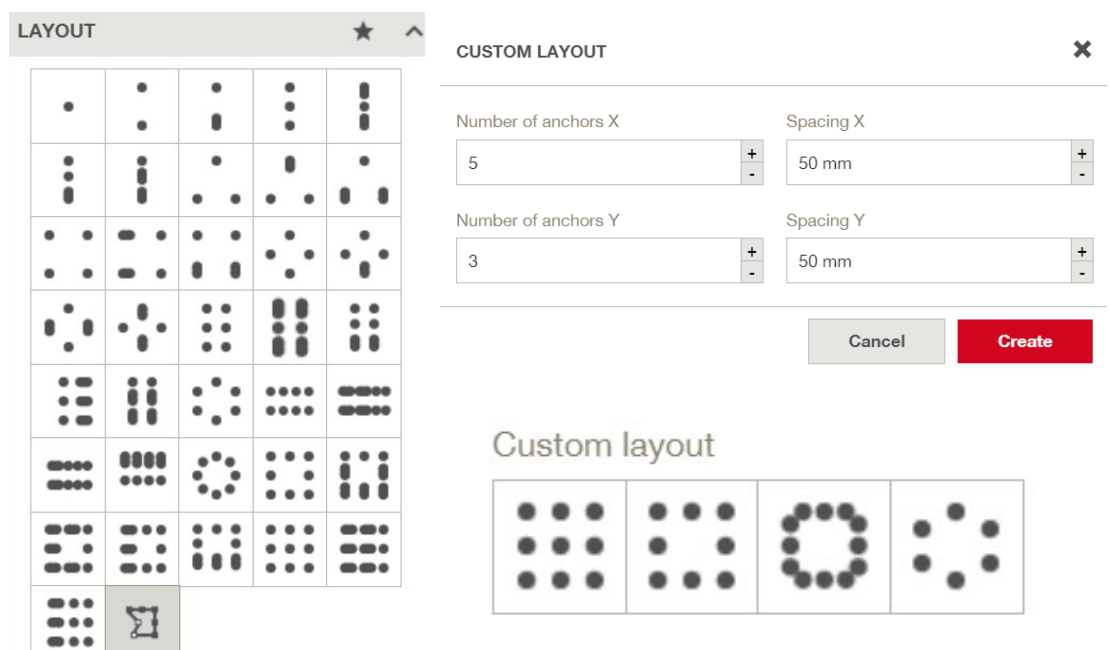 LAYOUT
CUSTOM LAYOUT
Number of anchors X
Spacing X
5
+
-
50 mm
+
-
Number of anchors Y
Spacing Y
3
+
-
50 mm
+
-
Cancel
Create
Custom layout